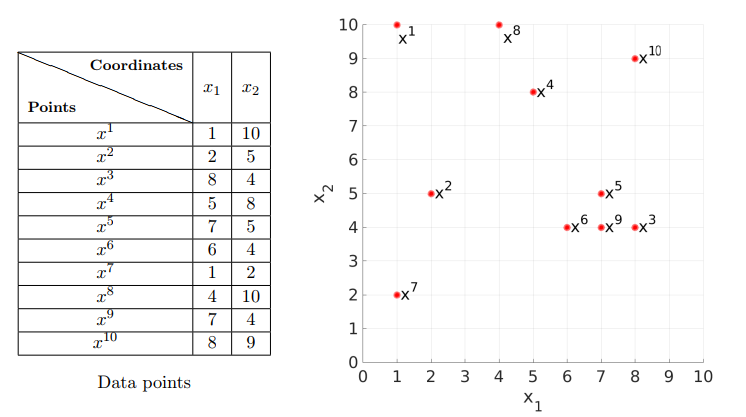 Coordinates x₁ x₂
Points
x¹ 1 10
x² 2 5
x³ 8 4
x⁴ 5 8
x⁵ 7 5
x⁶ 6 4
x⁷ 1 2
x⁸ 4 10
x⁹ 7 4
x¹⁰ 8 9
Data points
10
9
8
7
6
5
4
3
2
1
0
x₂
x¹
x⁸
x¹⁰
x⁴
x²
x⁵
x⁶ x⁹ x³
x⁷
0 1 2 3 4 5 6 7 8 9 10
x₁